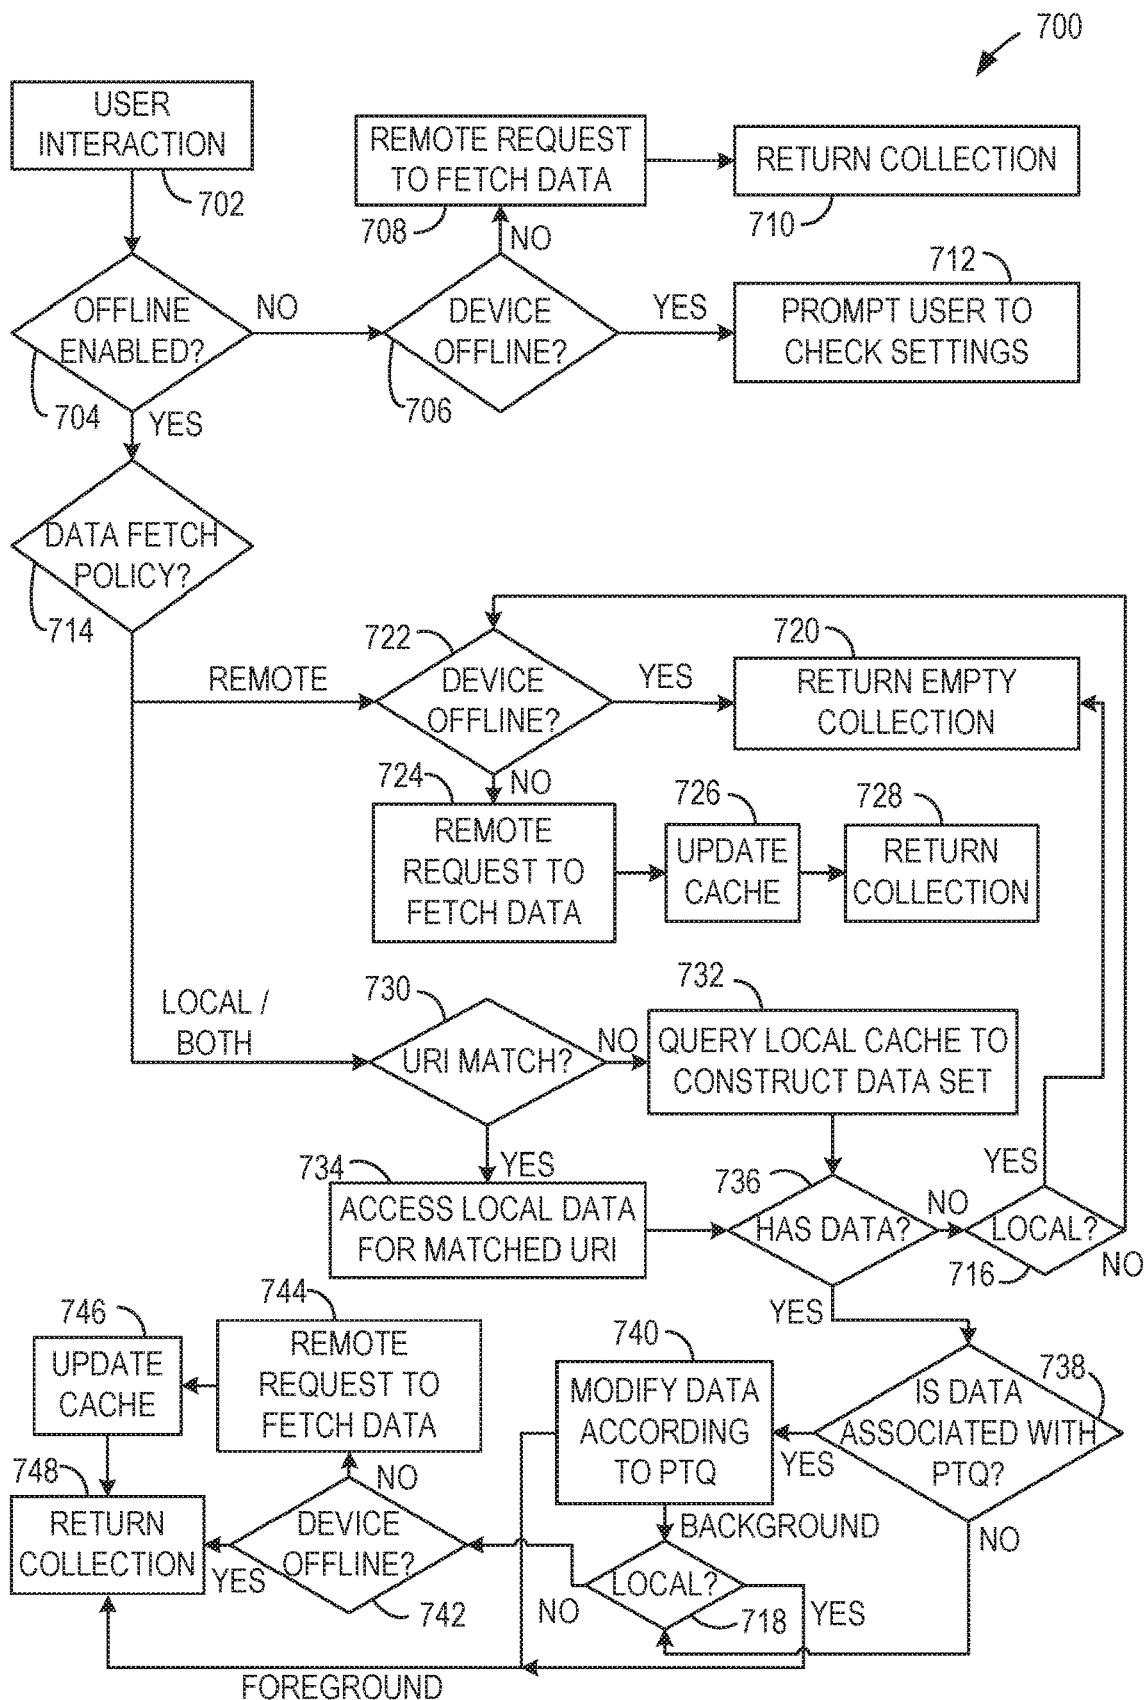 700
USER
INTERACTION
702
REMOTE REQUEST
TO FETCH DATA
708
RETURN COLLECTION
710
NO
OFFLINE
ENABLED?
704
NO
DEVICE
OFFLINE?
706
YES
712
PROMPT USER TO
CHECK SETTINGS
YES
DATA FETCH
POLICY?
714
REMOTE
722
DEVICE
OFFLINE?
YES
720
RETURN EMPTY
COLLECTION
NO
724
REMOTE
REQUEST TO
FETCH DATA
726
UPDATE
CACHE
728
RETURN
COLLECTION
LOCAL /
BOTH
730
URI MATCH?
NO
732
QUERY LOCAL CACHE TO
CONSTRUCT DATA SET
YES
734
ACCESS LOCAL DATA
FOR MATCHED URI
736
HAS DATA?
NO
YES
LOCAL?
716
NO
YES
738
IS DATA
ASSOCIATED WITH
PTQ?
YES
NO
740
MODIFY DATA
ACCORDING
TO PTQ
BACKGROUND
LOCAL?
718
NO
YES
744
REMOTE
REQUEST TO
FETCH DATA
746
UPDATE
CACHE
NO
DEVICE
OFFLINE?
742
YES
748
RETURN
COLLECTION
FOREGROUND